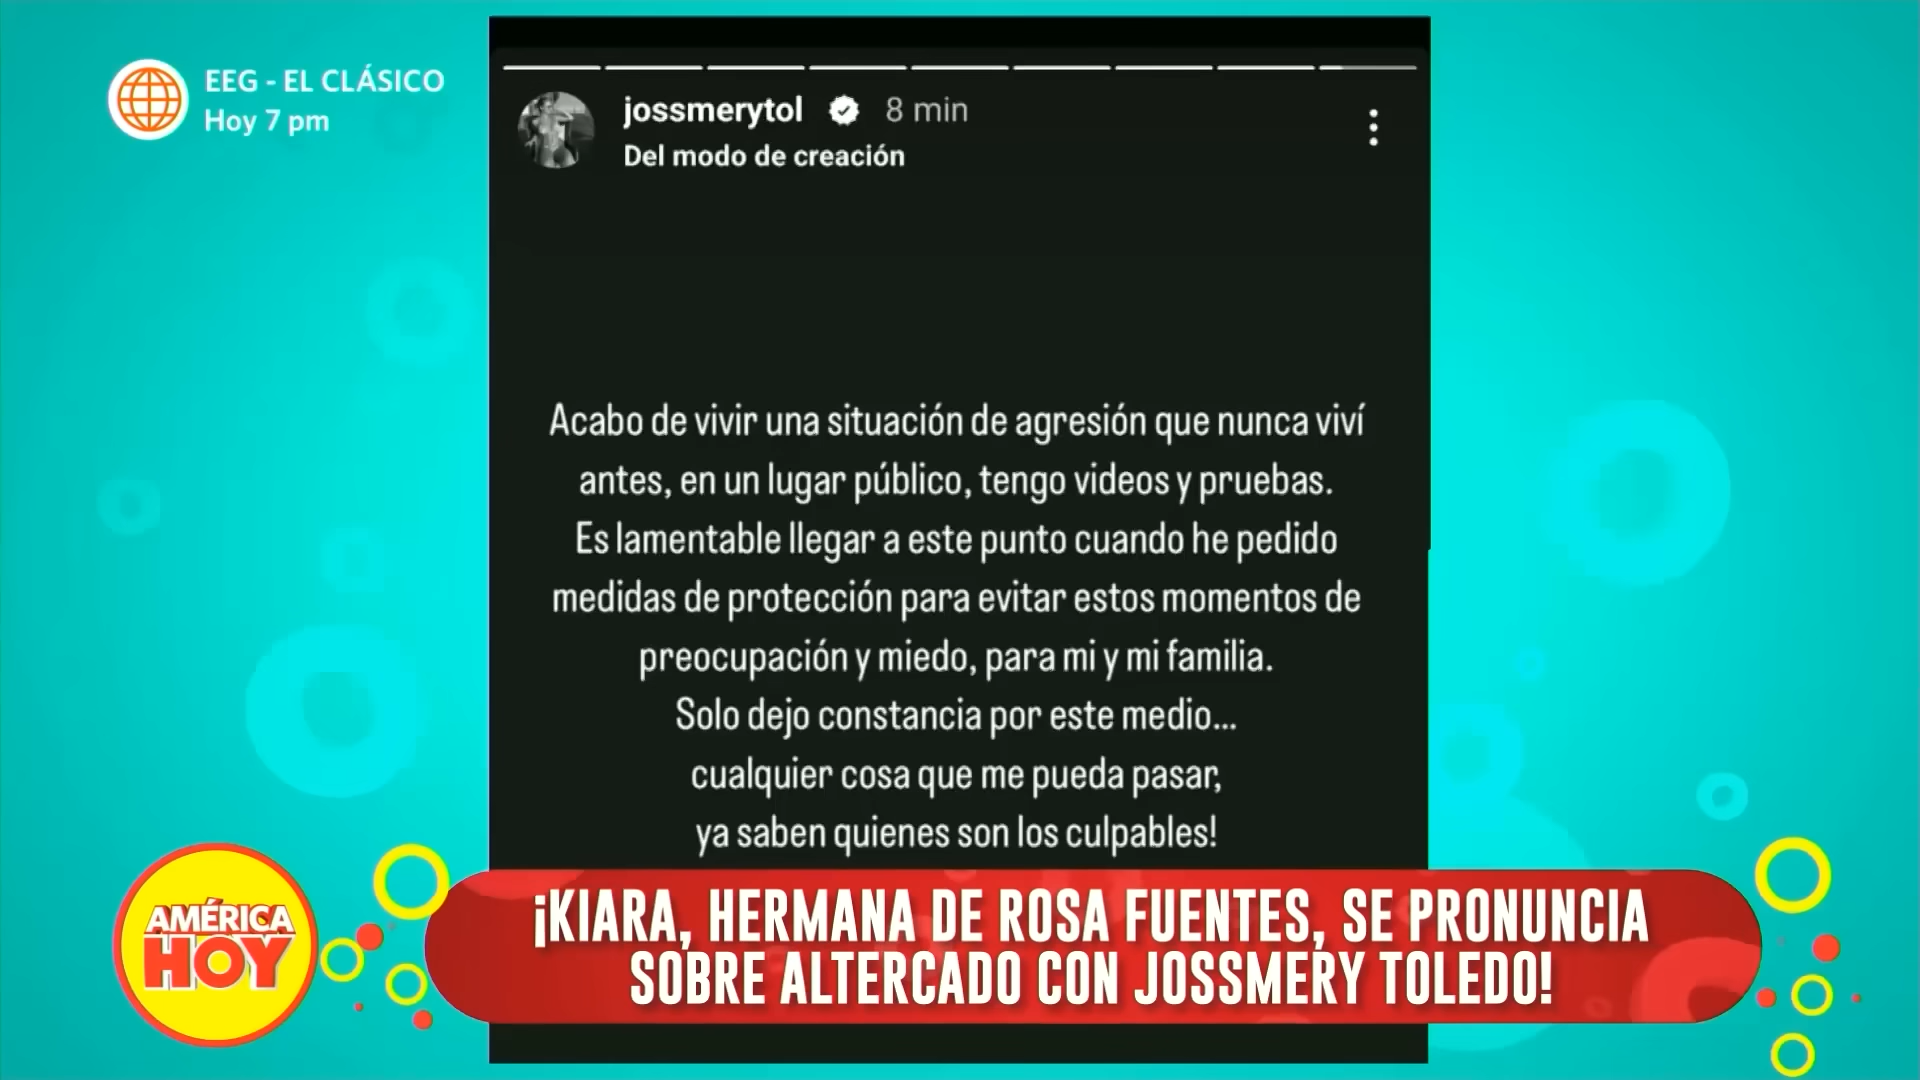 EEG - EL CLÁSICO
Hoy 7 pm
jossmerytol 8 min
Del modo de creación
Acabo de vivir una situación de agresión que nunca viví
antes, en un lugar público, tengo videos y pruebas.
Es lamentable llegar a este punto cuando he pedido
medidas de protección para evitar estos momentos de
preocupación y miedo, para mi y mi familia.
Solo dejo constancia por este medio...
cualquier cosa que me pueda pasar,
ya saben quienes son los culpables!
AMÉRICA
HOY
¡KIARA, HERMANA DE ROSA FUENTES, SE PRONUNCIA
SOBRE ALTERCADO CON JOSSMERY TOLEDO!